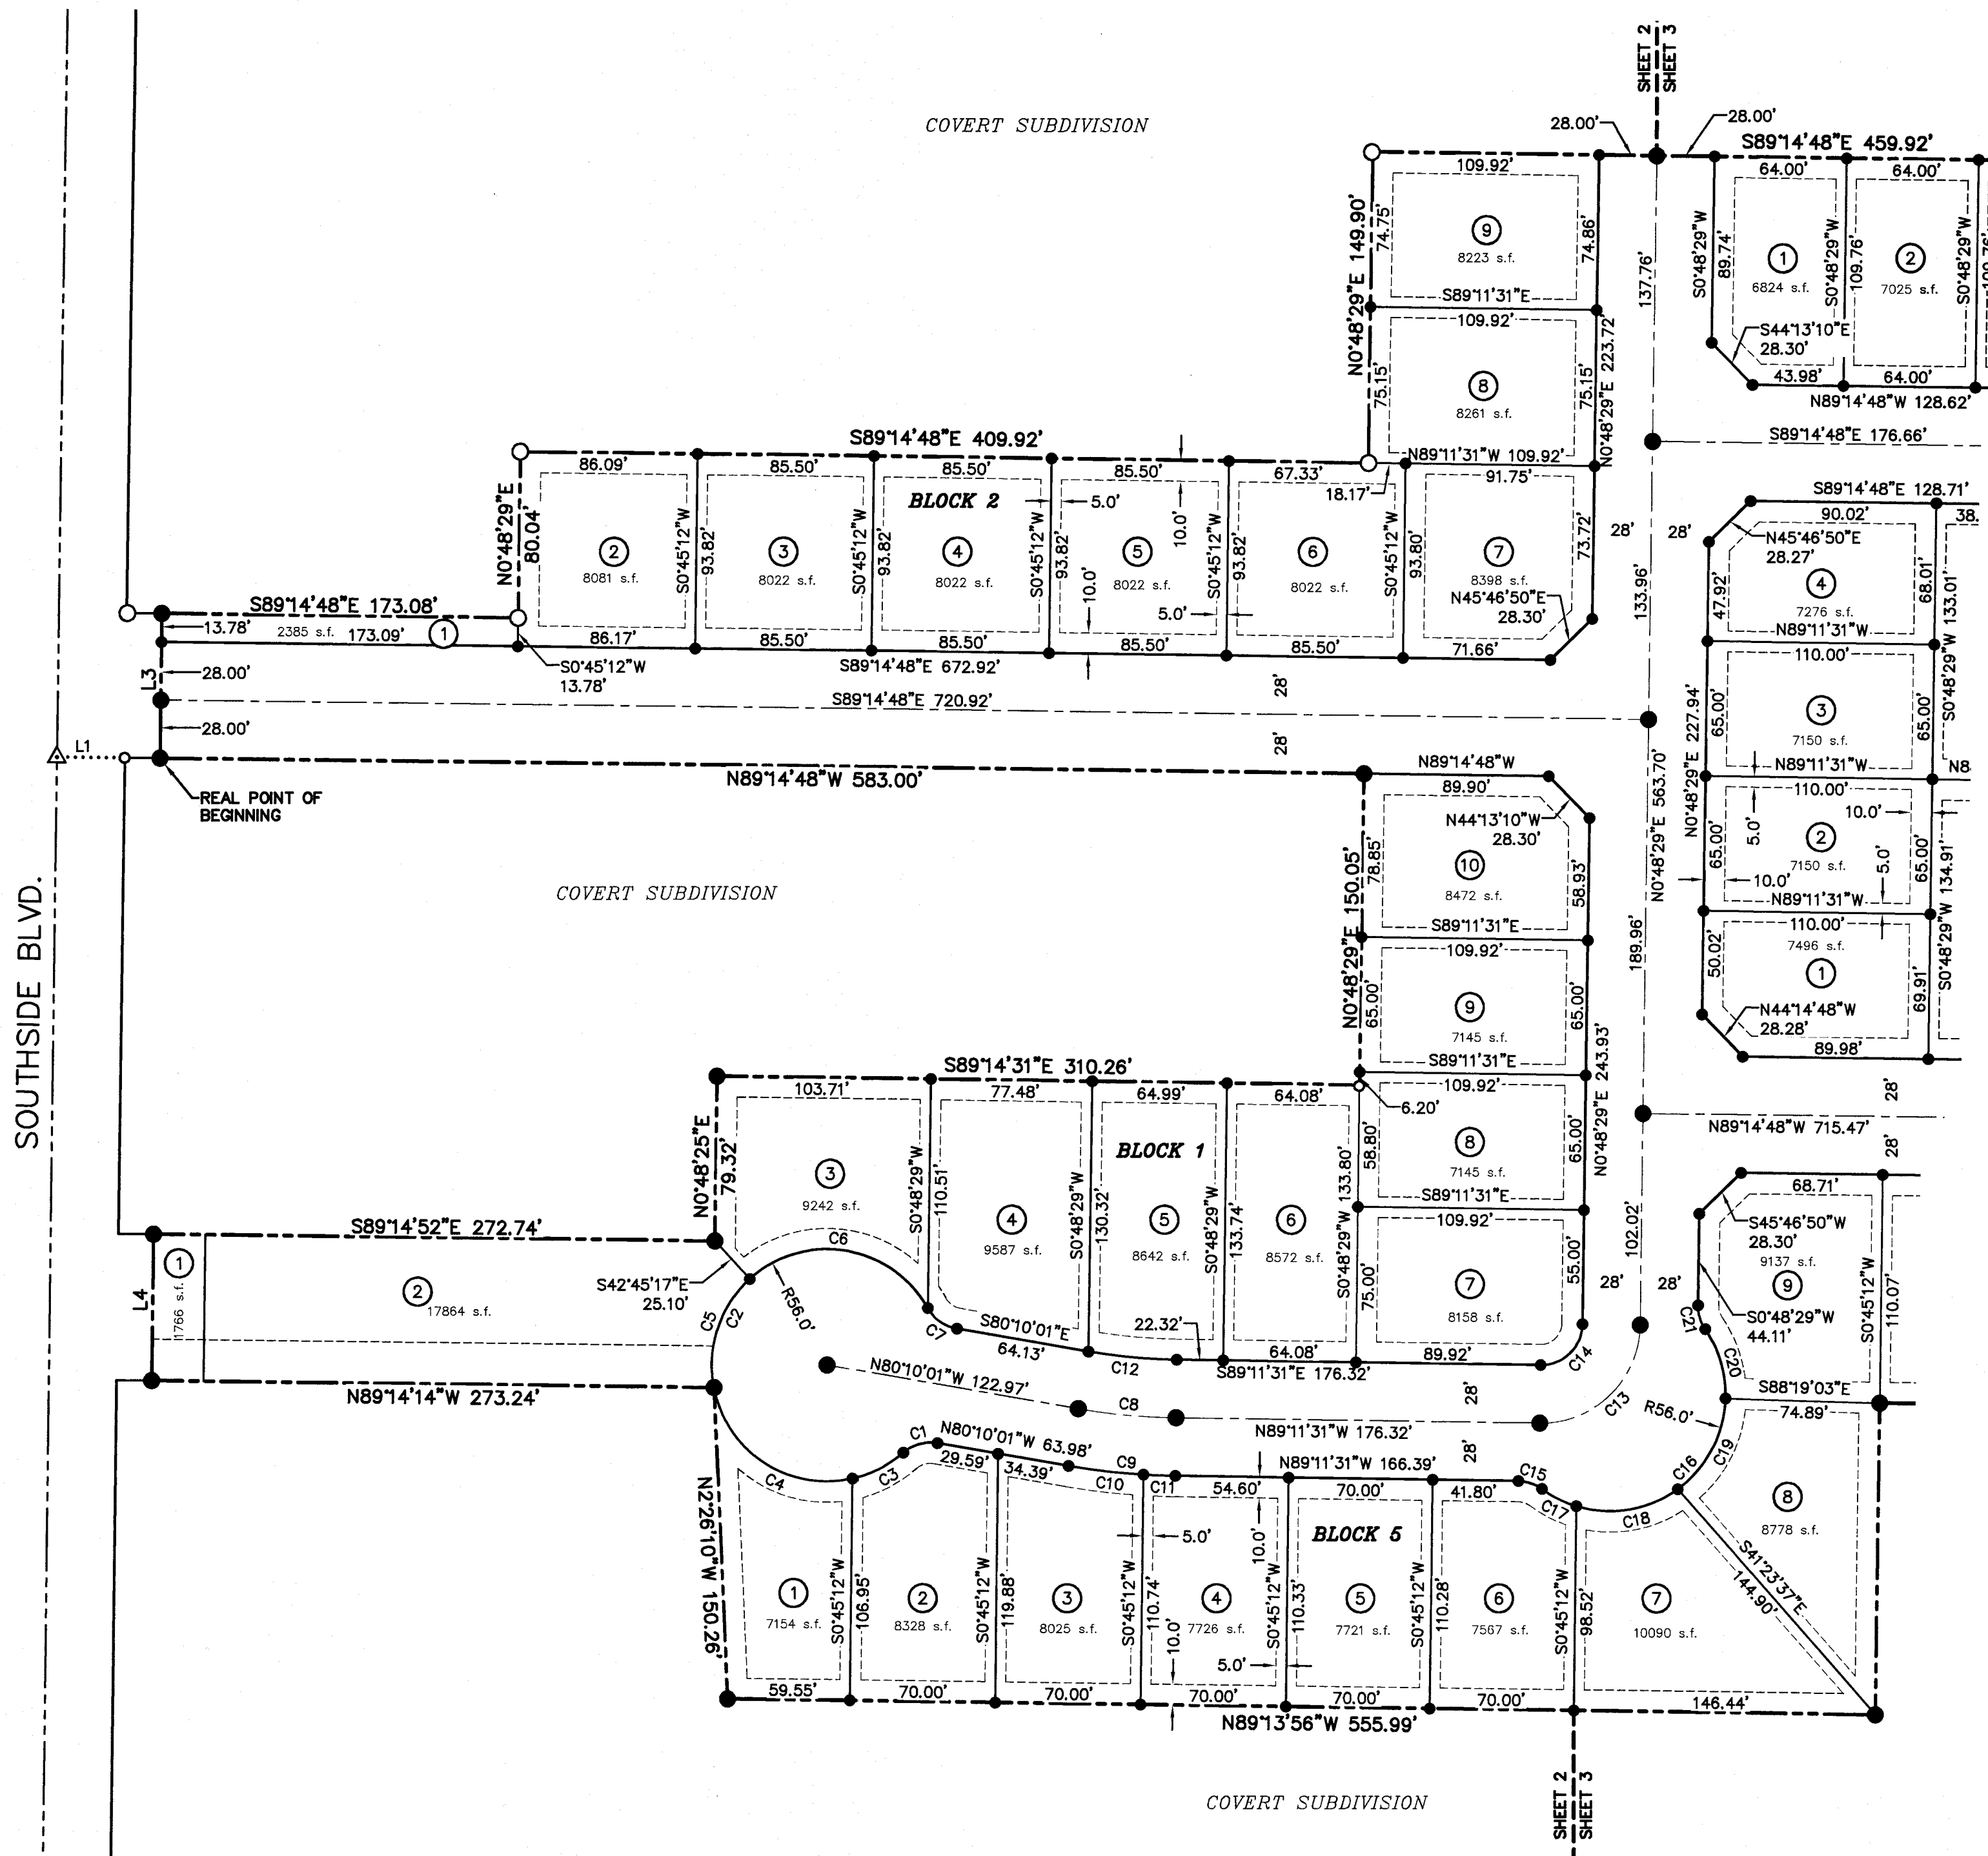 SHEET 2
SHEET 3
COVERT SUBDIVISION
28.00'
28.00'
S89°14'48"E 459.92'
109.92'
64.00'
64.00'
N0°48'29"E 149.90'
74.75'
9
8223 s.f.
74.86'
137.76'
S0°48'29"W
89.74'
1
6824 s.f.
S0°48'29"W
109.76'
2
7025 s.f.
S0°48'29"W
109.76'
S89°11'31"E
109.92'
S44°13'10"E
28.30'
43.98'
64.00'
N89°14'48"W 128.62'
75.15'
8
8261 s.f.
75.15'
N0°48'29"E 223.72'
S89°14'48"E 409.92'
S89°14'48"E 176.66'
86.09'
85.50'
85.50'
85.50'
67.33'
N89°11'31"W 109.92'
18.17'
91.75'
N0°48'29"E
80.04'
BLOCK 2
5.0'
10.0'
2
8081 s.f.
S0°45'12"W
93.82'
3
8022 s.f.
S0°45'12"W
93.82'
4
8022 s.f.
S0°45'12"W
93.82'
5
8022 s.f.
S0°45'12"W
93.82'
6
8022 s.f.
S0°45'12"W
93.80'
7
8398 s.f.
73.72'
N45°46'50"E
28.30'
10.0'
5.0'
28'
28'
133.96'
S89°14'48"E 128.71'
90.02'
38.
N45°46'50"E
28.27'
47.92'
4
7276 s.f.
68.01'
S0°48'29"W 133.01'
N89°11'31"W
110.00'
S89°14'48"E 173.08'
13.78'
2385 s.f.
173.09'
1
86.17'
85.50'
85.50'
85.50'
85.50'
71.66'
S0°45'12"W
13.78'
S89°14'48"E 672.92'
L3
28.00'
28'
S89°14'48"E 720.92'
28.00'
28'
L1
N0°48'29"E 227.94'
65.00'
3
7150 s.f.
65.00'
N89°11'31"W
110.00'
N8
N89°14'48"W 583.00'
REAL POINT OF
BEGINNING
N89°14'48"W
89.90'
N44°13'10"W
28.30'
N0°48'29"E 150.05'
78.85'
10
8472 s.f.
58.93'
N0°48'29"E 563.70'
65.00'
5.0'
10.0'
2
7150 s.f.
5.0'
65.00'
10.0'
S0°48'29"W 134.91'
N89°11'31"W
110.00'
COVERT SUBDIVISION
SOUTHSIDE BLVD.
S89°11'31"E
109.92'
65.00'
9
7145 s.f.
65.00'
N0°48'29"E 243.93'
189.96'
50.02'
7496 s.f.
1
69.91'
N44°14'48"W
28.28'
89.98'
S89°14'31"E 310.26'
S89°11'31"E
109.92'
6.20'
28'
103.71'
77.48'
64.99'
64.08'
N89°14'48"W 715.47'
28'
N0°48'25"E
79.32'
3
9242 s.f.
S0°48'29"W
110.51'
4
9587 s.f.
S0°48'29"W
130.32'
BLOCK 1
5
8642 s.f.
S0°48'29"W
133.74'
6
8572 s.f.
S0°48'29"W 133.80'
58.80'
8
7145 s.f.
65.00'
S89°11'31"E
109.92'
75.00'
7
8158 s.f.
55.00'
102.02'
28'
28'
68.71'
S45°46'50"W
28.30'
9137 s.f.
9
S0°48'29"W
44.11'
S0°45'12"W
110.07'
S89°14'52"E 272.74'
L4
1
1766 s.f.
2
17864 s.f.
S42°45'17"E
25.10'
C6
R56.0'
C5
C2
C7
S80°10'01"E
64.13'
22.32'
64.08'
89.92'
C12
S89°11'31"E 176.32'
C14
C21
C20
S88°19'03"E
74.89'
N89°14'14"W 273.24'
N80°10'01"W 122.97'
C8
28'
N89°11'31"W 176.32'
28'
C13
R56.0'
C1
N80°10'01"W 63.98'
29.59'
34.39'
C9
C10
C11
N89°11'31"W 166.39'
54.60'
70.00'
41.80'
C15
C16
C19
C17
C18
C3
C4
N2°26'10"W 150.26'
1
7154 s.f.
S0°45'12"W
106.95'
2
8328 s.f.
S0°45'12"W
119.88'
3
8025 s.f.
S0°45'12"W
110.74'
5.0'
10.0'
4
7726 s.f.
10.0'
5.0'
S0°45'12"W
110.33'
BLOCK 5
5
7721 s.f.
S0°45'12"W
110.28'
6
7567 s.f.
S0°45'12"W
98.52'
7
10090 s.f.
S41°23'37"E
144.90'
8
8778 s.f.
59.55'
70.00'
70.00'
70.00'
70.00'
70.00'
146.44'
N89°13'56"W 555.99'
SHEET 2
SHEET 3
COVERT SUBDIVISION